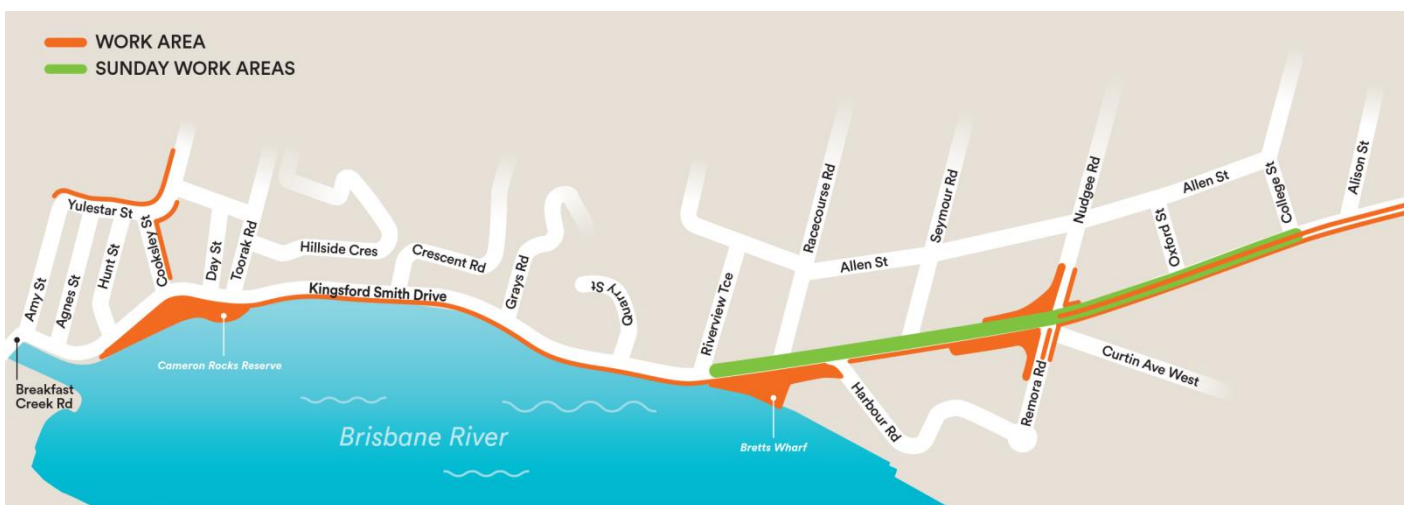 WORK AREA
SUNDAY WORK AREAS
Amy St
Agnes St
Yulestar St
Hunt St
Cooksley St
Day St
Toorak Rd
Hillside Cres
Crescent Rd
Grays Rd
Quarry St
Kingsford Smith Drive
Riverview Tce
Racecourse Rd
Allen St
Seymour Rd
Nudgee Rd
Oxford St
Allen St
College St
Alison St
Cameron Rocks Reserve
Breakfast
Creek Rd
Brisbane River
Bretts Wharf
Harbour Rd
Remora Rd
Curtin Ave West